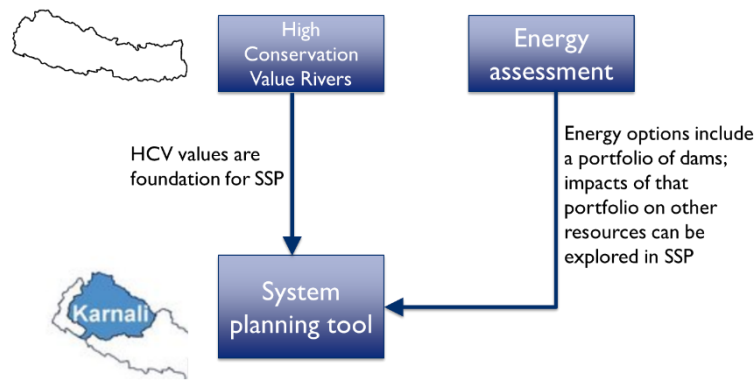 High
Conservation
Value Rivers
Energy
assessment
HCV values are
foundation for SSP
Energy options include
a portfolio of dams;
impacts of that
portfolio on other
resources can be
explored in SSP
Karnali
System
planning tool